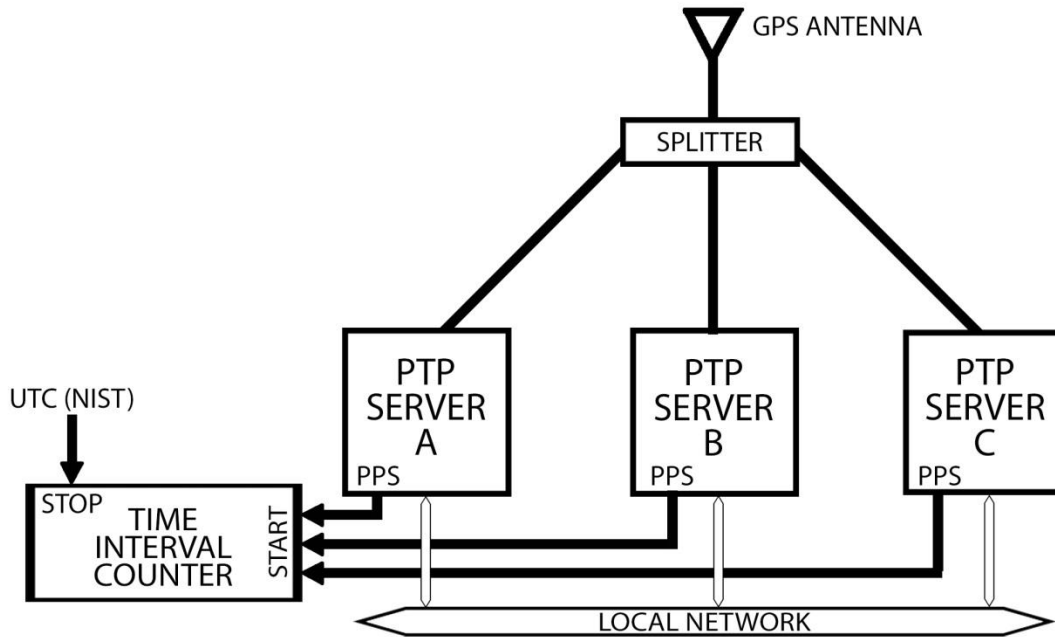 GPS ANTENNA
SPLITTER
PTP
SERVER
A
PPS
PTP
SERVER
B
PPS
PTP
SERVER
C
PPS
UTC (NIST)
STOP
TIME
INTERVAL
COUNTER
START
LOCAL NETWORK